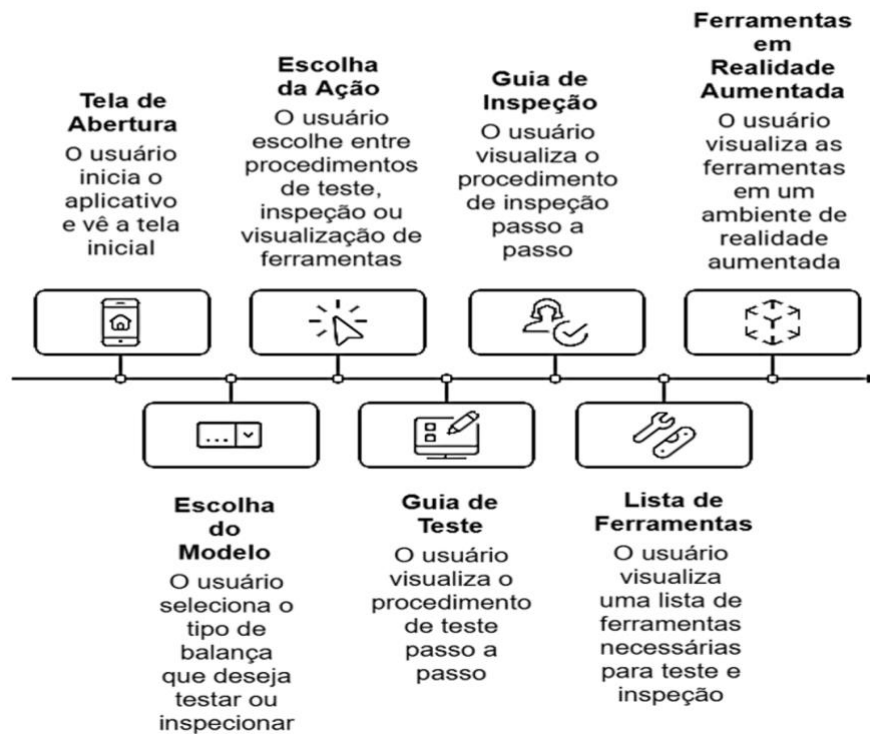 Tela de
Abertura
O usuário
inicia o
aplicativo
e vê a tela
inicial
Escolha
do
Modelo
O usuário
seleciona o
tipo de
balança
que deseja
testar ou
inspecionar
Escolha
da Ação
O usuário
escolhe entre
procedimentos
de teste,
inspeção ou
visualização de
ferramentas
Guia de
Teste
O usuário
visualiza o
procedimento
de teste
passo a
passo
Guia de
Inspeção
O usuário
visualiza o
procedimento
de inspeção
passo a
passo
Lista de
Ferramentas
O usuário
visualiza
uma lista de
ferramentas
necessárias
para teste e
inspeção
Ferramentas
em
Realidade
Aumentada
O usuário
visualiza as
ferramentas
em um
ambiente de
realidade
aumentada